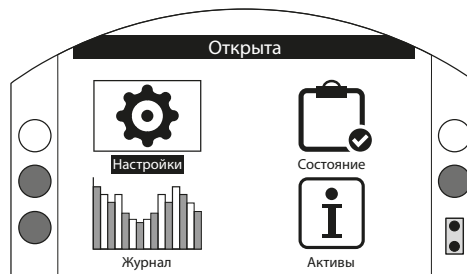 Открыта
Настройки
Состояние
Журнал
Активы